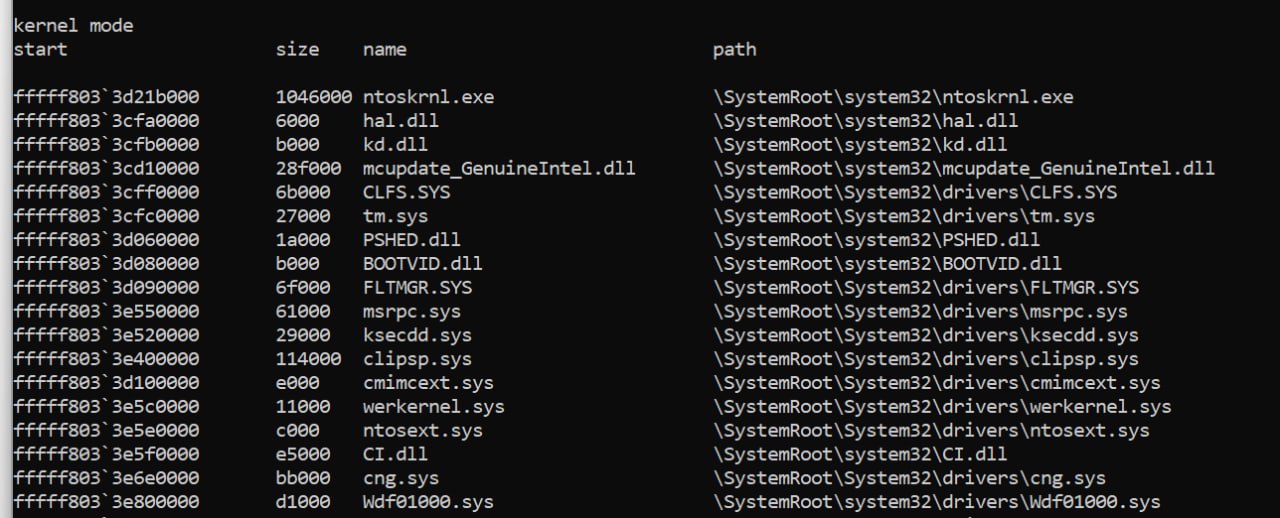 kernel mode
start size name path
fffff803`3d21b000 1046000 ntoskrnl.exe \SystemRoot\system32\ntoskrnl.exe
fffff803`3cfa0000 6000 hal.dll \SystemRoot\system32\hal.dll
fffff803`3cfb0000 b000 kd.dll \SystemRoot\system32\kd.dll
fffff803`3cd10000 28f000 mcupdate_GenuineIntel.dll \SystemRoot\system32\mcupdate_GenuineIntel.dll
fffff803`3cff0000 6b000 CLFS.SYS \SystemRoot\System32\drivers\CLFS.SYS
fffff803`3cfc0000 27000 tm.sys \SystemRoot\System32\drivers\tm.sys
fffff803`3d060000 1a000 PSHED.dll \SystemRoot\system32\PSHED.dll
fffff803`3d080000 b000 BOOTVID.dll \SystemRoot\system32\BOOTVID.dll
fffff803`3d090000 6f000 FLTMGR.SYS \SystemRoot\System32\drivers\FLTMGR.SYS
fffff803`3e550000 61000 msrpc.sys \SystemRoot\System32\drivers\msrpc.sys
fffff803`3e520000 29000 ksecdd.sys \SystemRoot\System32\drivers\ksecdd.sys
fffff803`3e400000 114000 clipsp.sys \SystemRoot\System32\drivers\clipsp.sys
fffff803`3d100000 e000 cmimcext.sys \SystemRoot\System32\drivers\cmimcext.sys
fffff803`3e5c0000 11000 werkernel.sys \SystemRoot\System32\drivers\werkernel.sys
fffff803`3e5e0000 c000 ntosext.sys \SystemRoot\System32\drivers\ntosext.sys
fffff803`3e5f0000 e5000 CI.dll \SystemRoot\system32\CI.dll
fffff803`3e6e0000 bb000 cng.sys \SystemRoot\System32\drivers\cng.sys
fffff803`3e800000 d1000 Wdf01000.sys \SystemRoot\system32\drivers\Wdf01000.sys